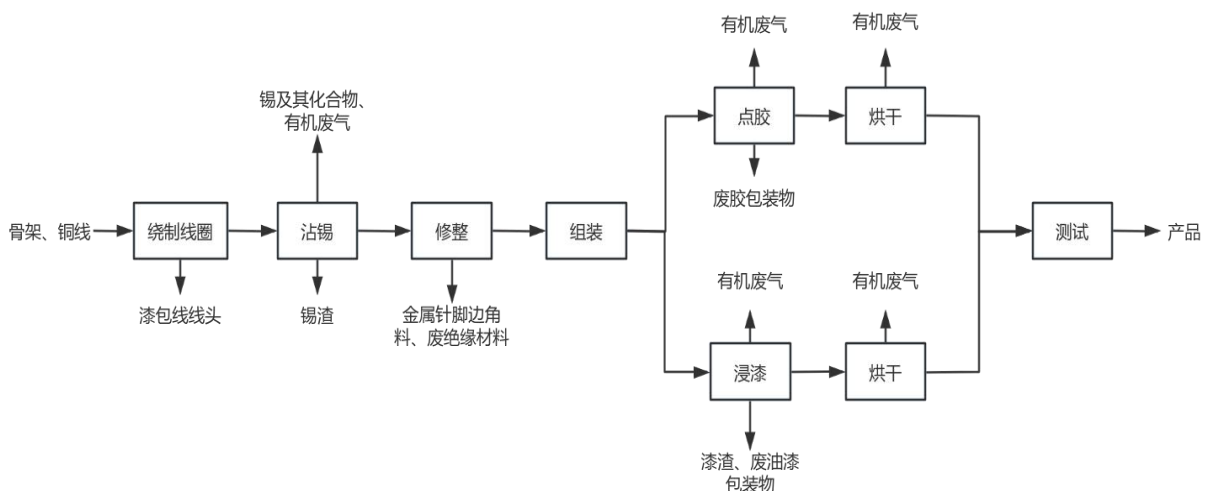 有机废气
有机废气
锡及其化合物、
有机废气
点胶
烘干
废胶包装物
骨架、铜线
绕制线圈
沾锡
修整
组装
测试
产品
漆包线线头
锡渣
金属针脚边角
料、废绝缘材料
有机废气
有机废气
浸漆
烘干
漆渣、废油漆
包装物